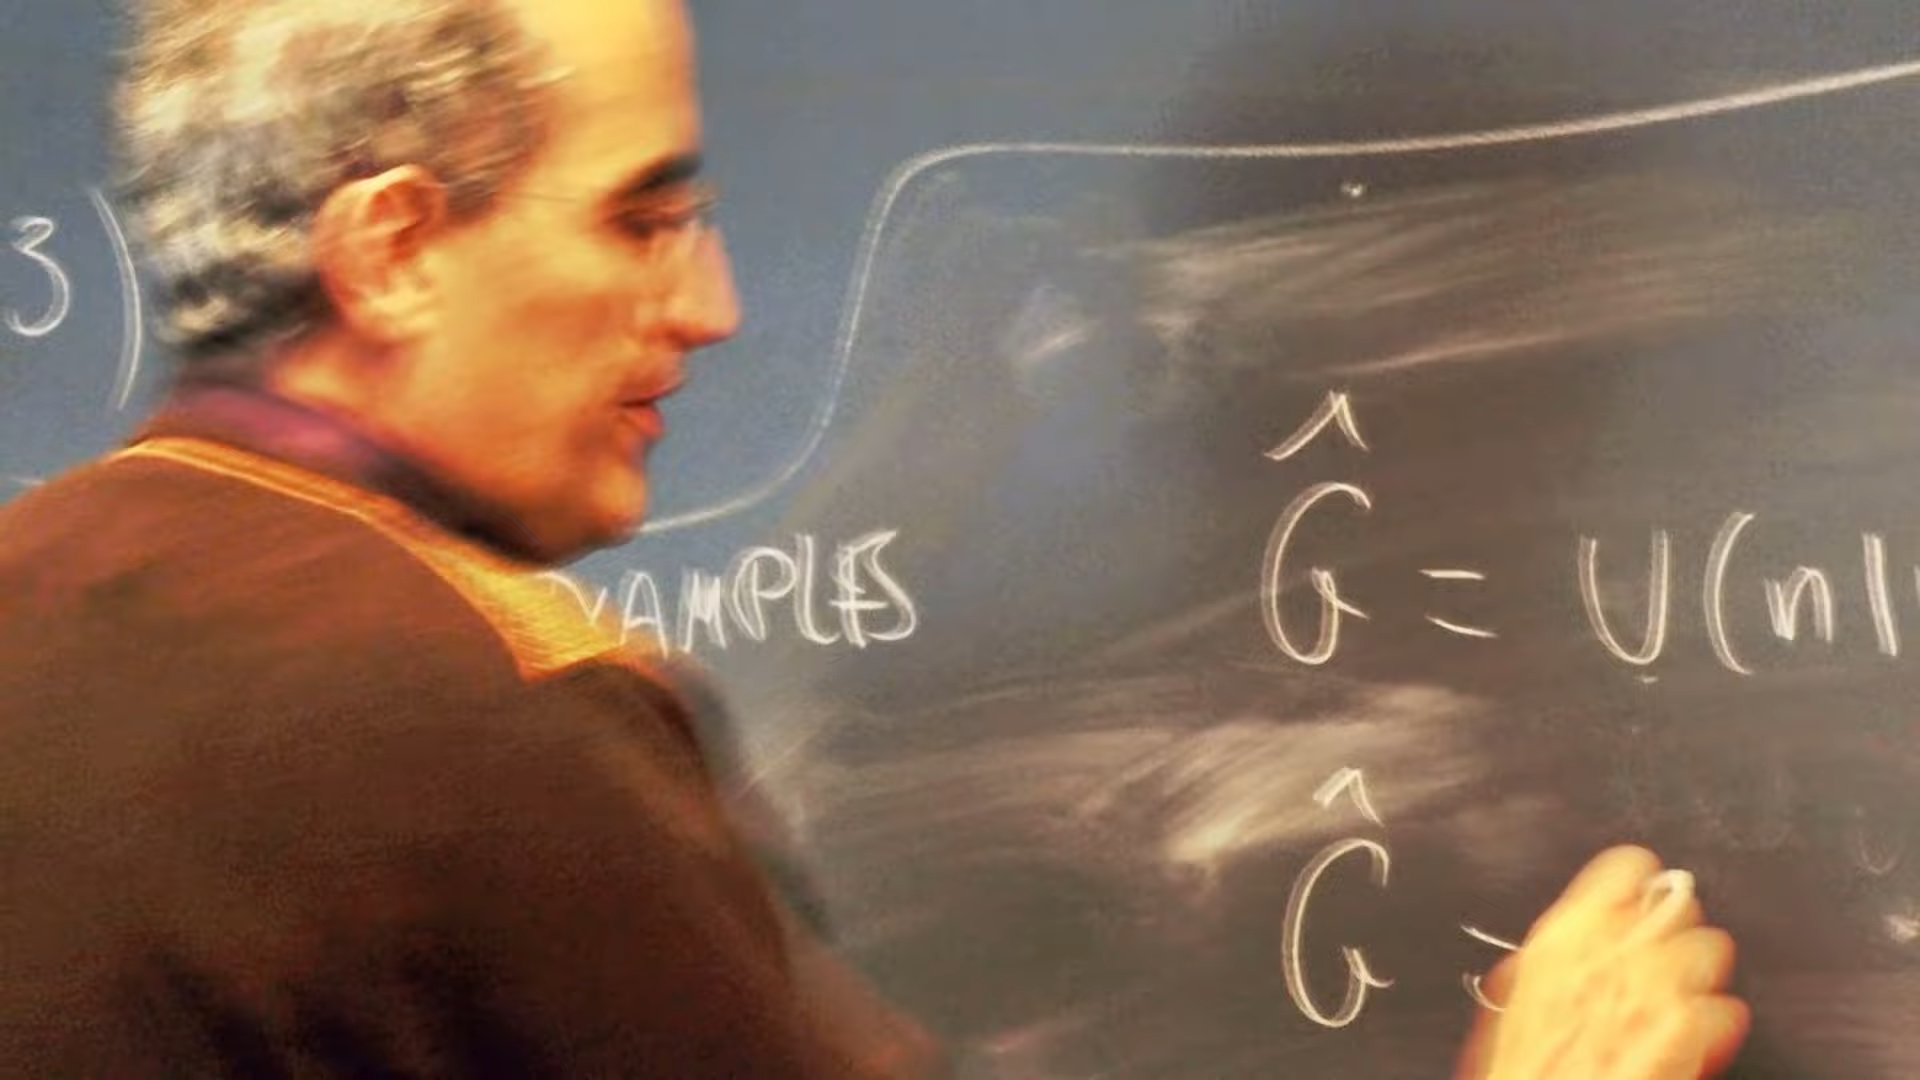 3)
XAMPLES
Ĝ = U(n|
Ĝ =